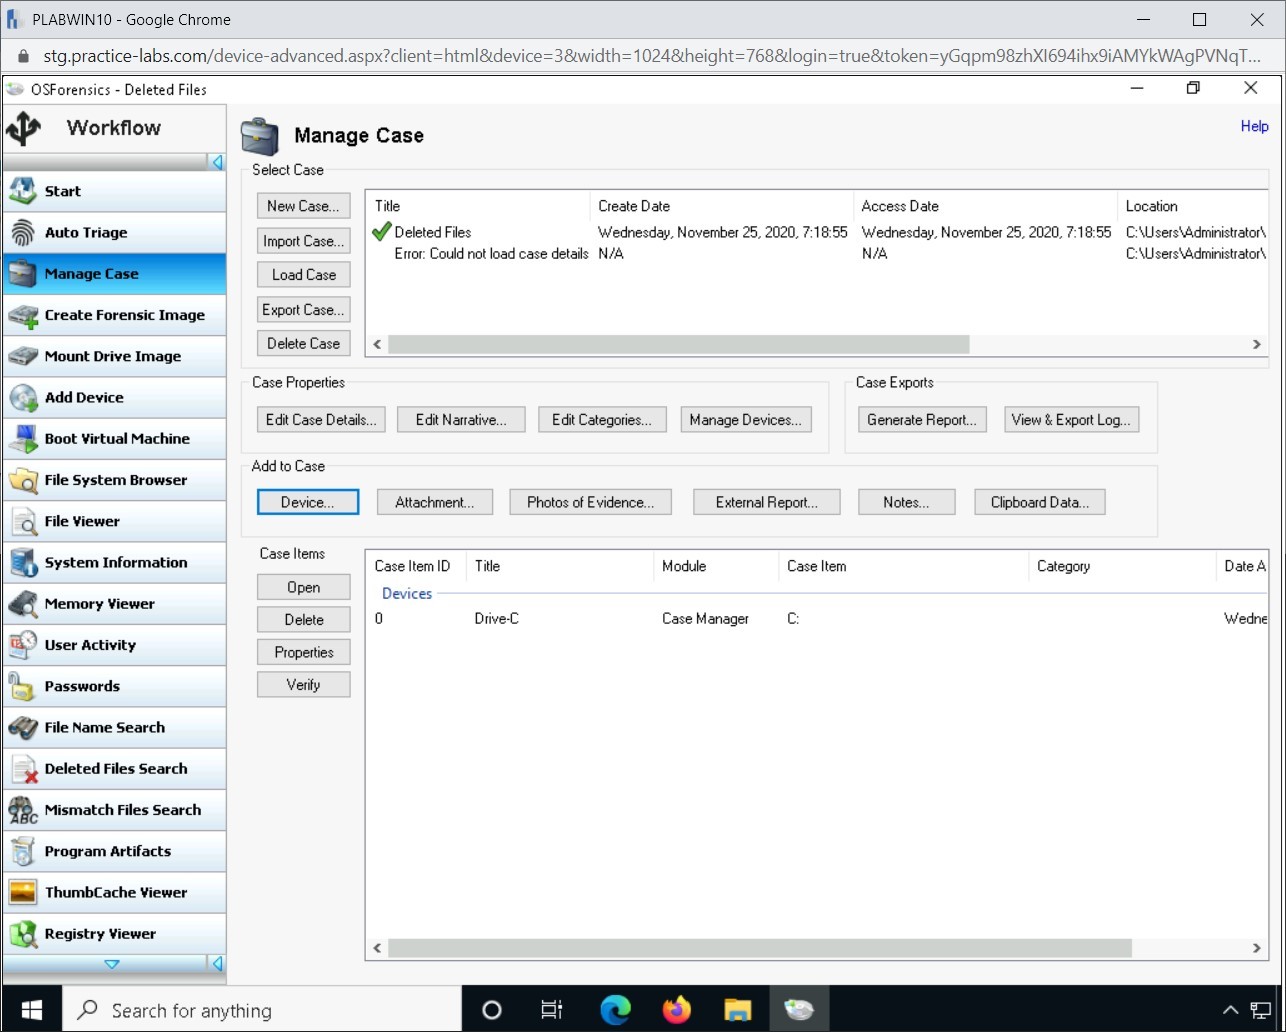 PLABWIN10 - Google Chrome
stg.practice-labs.com/device-advanced.aspx?client=html&device=3&width=1024&height=768&login=true&token=yGqpm98zhXI694ihx9iAMYkWAgPVNqT...
OSForensics - Deleted Files
Workflow
Start
Auto Triage
Manage Case
Create Forensic Image
Mount Drive Image
Add Device
Boot Virtual Machine
File System Browser
File Viewer
System Information
Memory Viewer
User Activity
Passwords
File Name Search
Deleted Files Search
Mismatch Files Search
ABC
Program Artifacts
ThumbCache Viewer
Registry Viewer
Manage Case
Help
Select Case
New Case...
Import Case...
Load Case
Export Case...
Delete Case
Title Create Date Access Date Location
Deleted Files Wednesday, November 25, 2020, 7:18:55 Wednesday, November 25, 2020, 7:18:55 C:\Users\Administrator\
Error: Could not load case details N/A N/A C:\Users\Administrator\
Case Properties
Edit Case Details... Edit Narrative... Edit Categories... Manage Devices...
Case Exports
Generate Report... View & Export Log...
Add to Case
Device... Attachment... Photos of Evidence... External Report... Notes... Clipboard Data...
Case Items
Open
Delete
Properties
Verify
Case Item ID Title Module Case Item Category Date A
Devices
0 Drive-C Case Manager C: Wedne
Search for anything